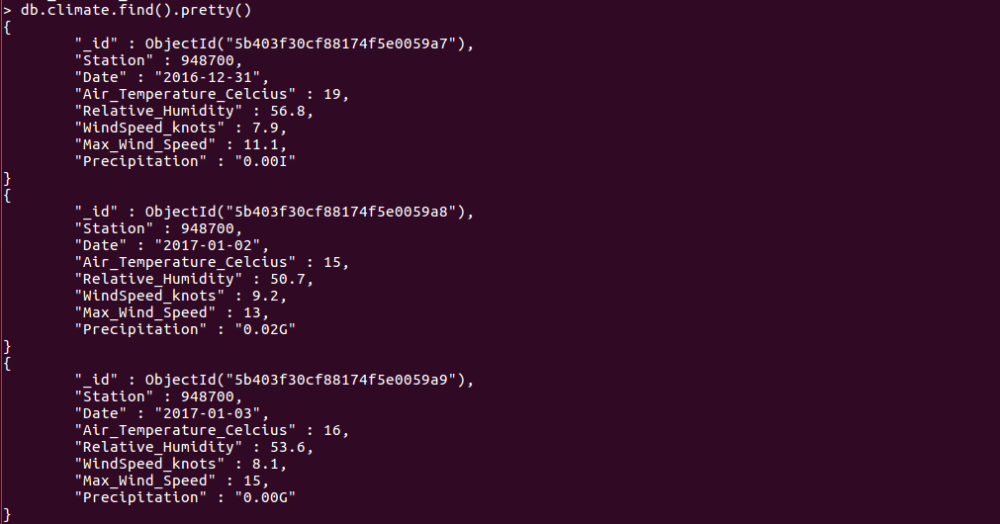 > db.climate.find().pretty()
{
"_id" : ObjectId("5b403f30cf88174f5e0059a7"),
"Station" : 948700,
"Date" : "2016-12-31",
"Air_Temperature_Celcius" : 19,
"Relative_Humidity" : 56.8,
"WindSpeed_knots" : 7.9,
"Max_Wind_Speed" : 11.1,
"Precipitation" : "0.00I"
}
{
"_id" : ObjectId("5b403f30cf88174f5e0059a8"),
"Station" : 948700,
"Date" : "2017-01-02",
"Air_Temperature_Celcius" : 15,
"Relative_Humidity" : 50.7,
"WindSpeed_knots" : 9.2,
"Max_Wind_Speed" : 13,
"Precipitation" : "0.02G"
}
{
"_id" : ObjectId("5b403f30cf88174f5e0059a9"),
"Station" : 948700,
"Date" : "2017-01-03",
"Air_Temperature_Celcius" : 16,
"Relative_Humidity" : 53.6,
"WindSpeed_knots" : 8.1,
"Max_Wind_Speed" : 15,
"Precipitation" : "0.00G"
}